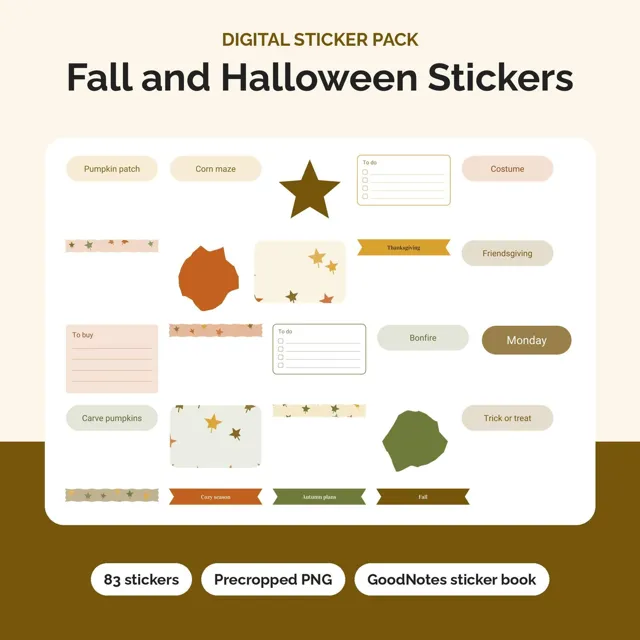 DIGITAL STICKER PACK
Fall and Halloween Stickers
Pumpkin patch
Corn maze
To do
Costume
Thanksgiving
Friendsgiving
To buy
To do
Bonfire
Monday
Carve pumpkins
Trick or treat
Cozy season
Autumn plans
Fall
83 stickers
Precropped PNG
GoodNotes sticker book